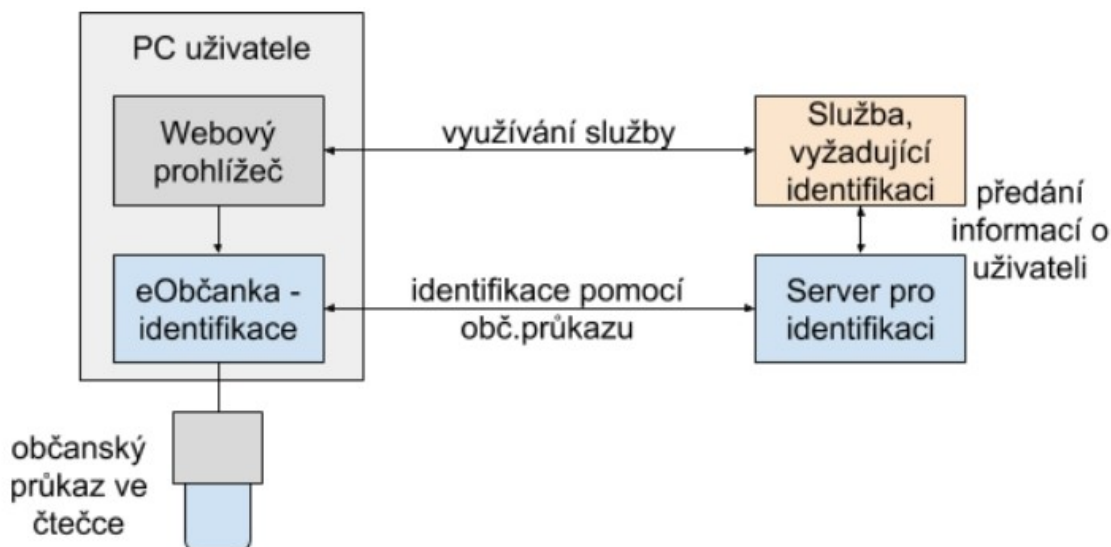 PC uživatele
Webový
prohlížeč
využívání služby
Služba,
vyžadující
identifikaci
předání
informací o
uživateli
eObčanka -
identifikace
identifikace pomocí
obč.průkazu
Server pro
identifikaci
občanský
průkaz ve
čtečce